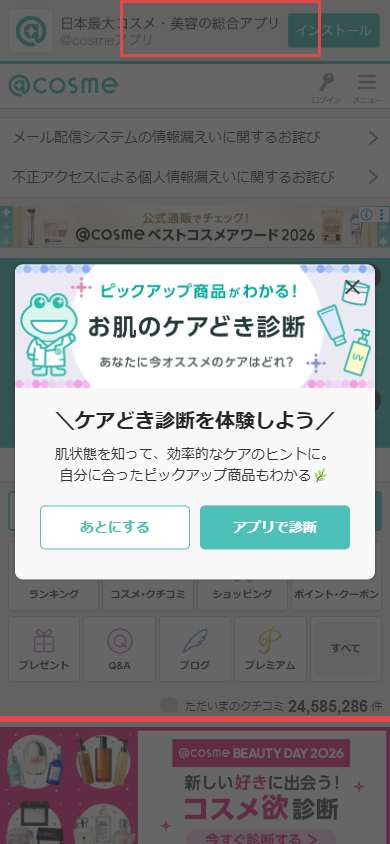 日本最大コスメ・美容の総合アプリ
@cosmeアプリ
インストール
@cosme
ログイン
メニュー
メール配信システムの情報漏えいに関するお詫び
不正アクセスによる個人情報漏えいに関するお詫び
公式通販でチェック!
@cosme ベストコスメアワード2026
ピックアップ商品がわかる!
お肌のケアどき診断
あなたに今オススメのケアはどれ?
UV
＼ケアどき診断を体験しよう／
肌状態を知って、効率的なケアのヒントに。
自分に合ったピックアップ商品もわかる🌿
あとにする
アプリで診断
ランキング
コスメ・クチコミ
ショッピング
ポイント・クーポン
プレゼント
Q&A
ブログ
プレミアム
すべて
ただいまのクチコミ 24,585,286 件
@cosme BEAUTY DAY 2026
新しい好きに出会う!
コスメ欲診断
今すぐ診断する >